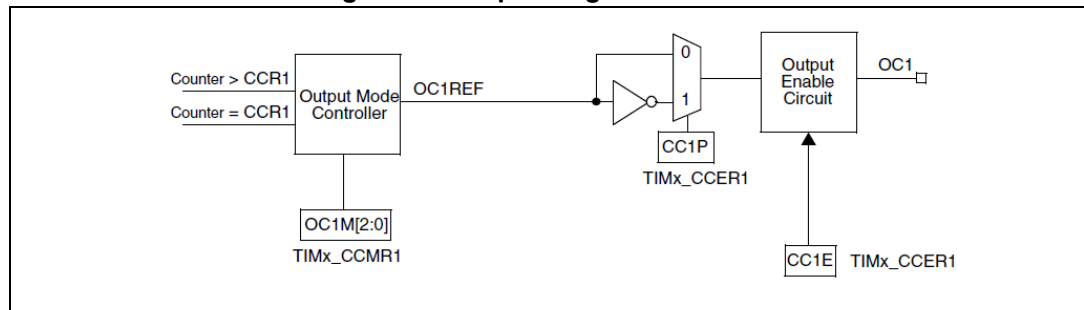 Counter > CCR1
Counter = CCR1
Output Mode
Controller
OC1REF
OC1M[2:0]
TIMx_CCMR1
0
1
CC1P
TIMx_CCER1
Output
Enable
Circuit
OC1
CC1E
TIMx_CCER1